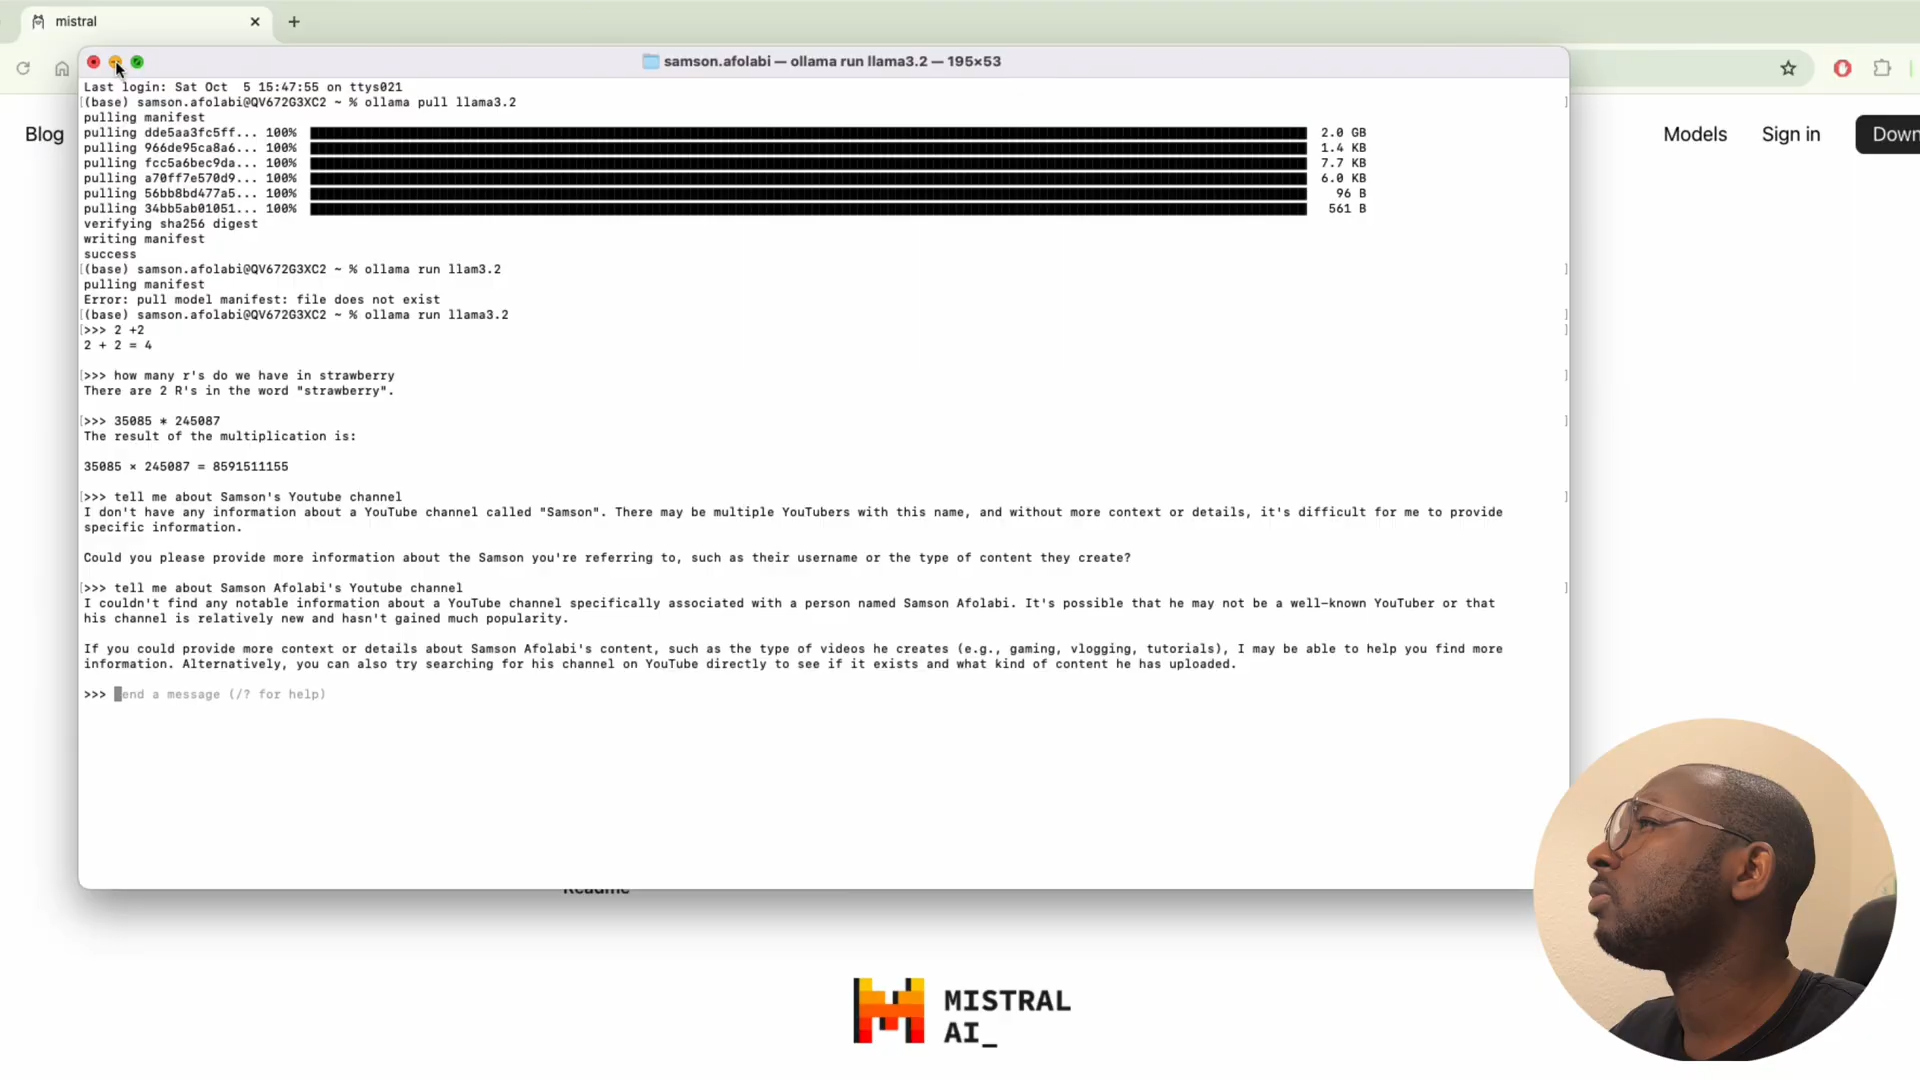 mistral
samson.afolabi — ollama run llama3.2 — 195×53
Blog
Models
Sign in
Down
Last login: Sat Oct  5 15:47:55 on ttys021
[(base) samson.afolabi@QV672G3XC2 ~ % ollama pull llama3.2 ]
pulling manifest
pulling dde5aa3fc5ff... 100% 2.0 GB
pulling 966de95ca8a6... 100% 1.4 KB
pulling fcc5a6bec9da... 100% 7.7 KB
pulling a70ff7e570d9... 100% 6.0 KB
pulling 56bb8bd477a5... 100% 96 B
pulling 34bb5ab01051... 100% 561 B
verifying sha256 digest
writing manifest
success
[(base) samson.afolabi@QV672G3XC2 ~ % ollama run llam3.2 ]
pulling manifest
Error: pull model manifest: file does not exist
[(base) samson.afolabi@QV672G3XC2 ~ % ollama run llama3.2 ]
[>>> 2 +2 ]
2 + 2 = 4
[>>> how many r's do we have in strawberry ]
There are 2 R's in the word "strawberry".
[>>> 35085 * 245087 ]
The result of the multiplication is:
35085 × 245087 = 8591511155
[>>> tell me about Samson's Youtube channel ]
I don't have any information about a YouTube channel called "Samson". There may be multiple YouTubers with this name, and without more context or details, it's difficult for me to provide
specific information.
Could you please provide more information about the Samson you're referring to, such as their username or the type of content they create?
[>>> tell me about Samson Afolabi's Youtube channel ]
I couldn't find any notable information about a YouTube channel specifically associated with a person named Samson Afolabi. It's possible that he may not be a well-known YouTuber or that
his channel is relatively new and hasn't gained much popularity.
If you could provide more context or details about Samson Afolabi's content, such as the type of videos he creates (e.g., gaming, vlogging, tutorials), I may be able to help you find more
information. Alternatively, you can also try searching for his channel on YouTube directly to see if it exists and what kind of content he has uploaded.
>>> end a message (/? for help)
Readme
MISTRAL
AI_